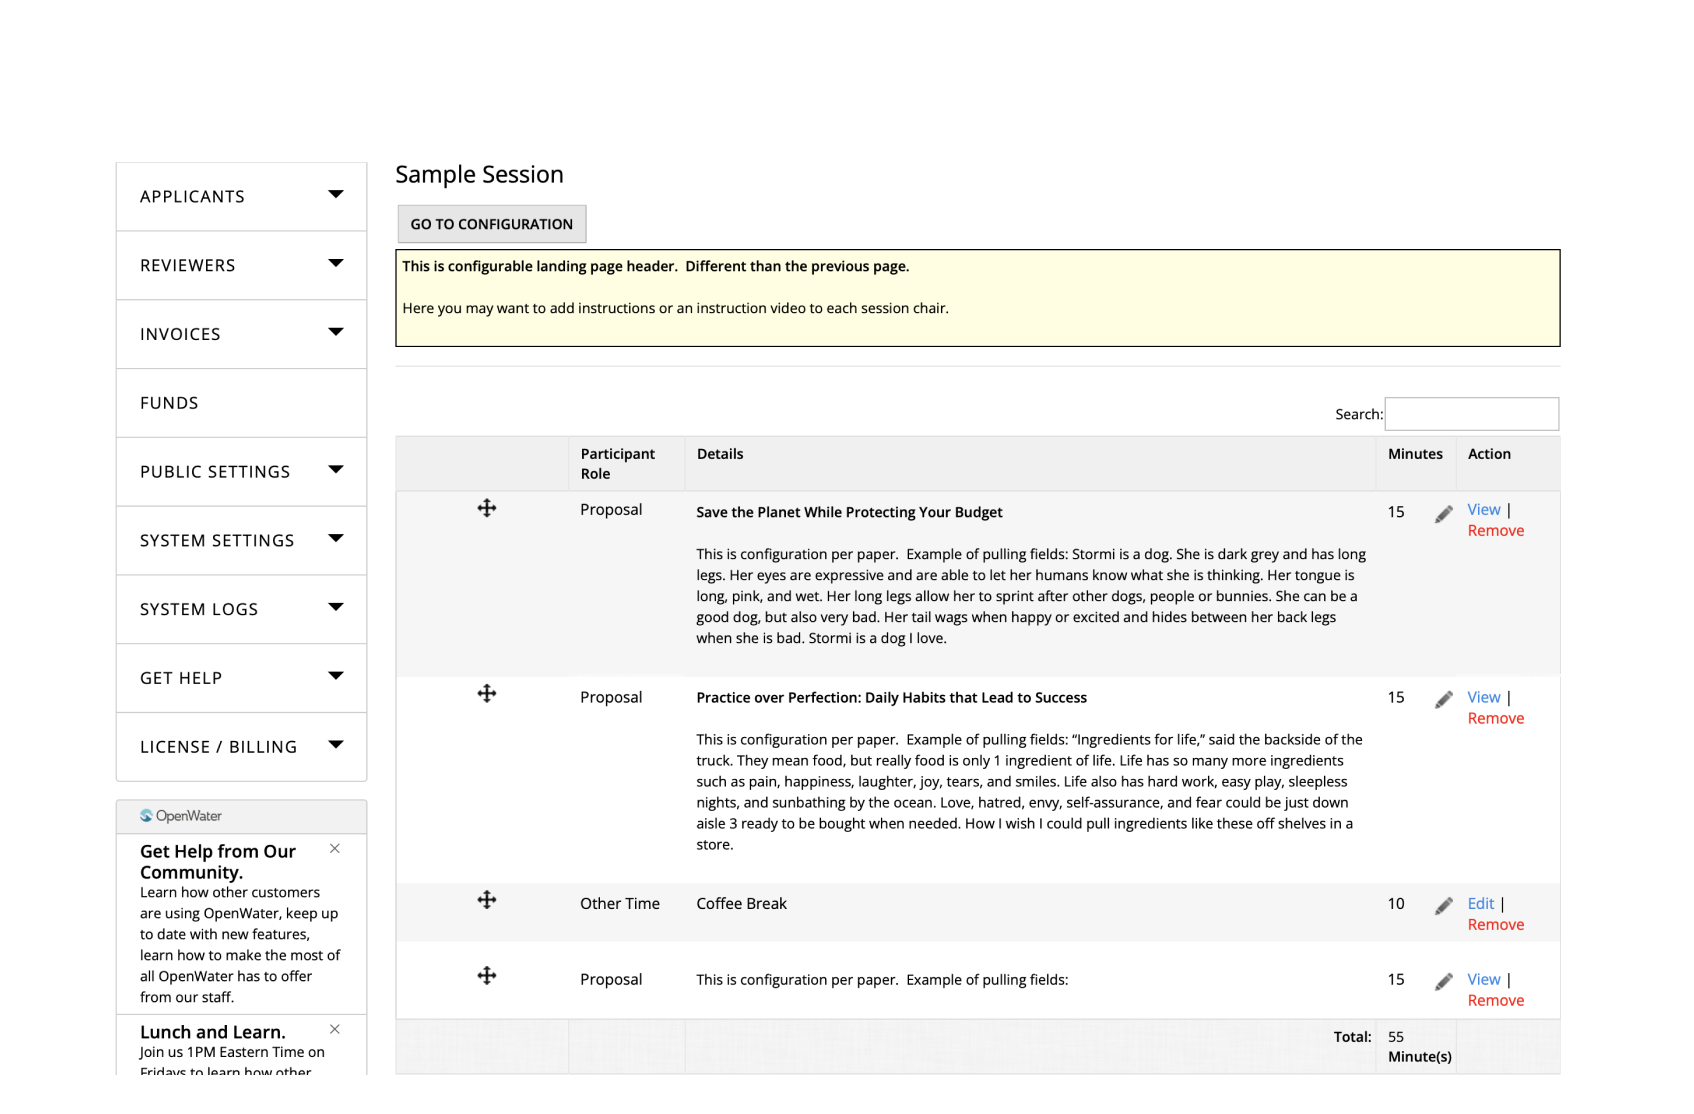 APPLICANTS
REVIEWERS
INVOICES
FUNDS
PUBLIC SETTINGS
SYSTEM SETTINGS
SYSTEM LOGS
GET HELP
LICENSE / BILLING
OpenWater
Get Help from Our
Community.
Learn how other customers
are using OpenWater, keep up
to date with new features,
learn how to make the most of
all OpenWater has to offer
from our staff.
Lunch and Learn.
Join us 1PM Eastern Time on
Fridays to learn how other
Sample Session
GO TO CONFIGURATION
This is configurable landing page header.  Different than the previous page.
Here you may want to add instructions or an instruction video to each session chair.
Search:
Participant
Role
Details
Minutes
Action
Proposal
Save the Planet While Protecting Your Budget
This is configuration per paper.  Example of pulling fields: Stormi is a dog. She is dark grey and has long
legs. Her eyes are expressive and are able to let her humans know what she is thinking. Her tongue is
long, pink, and wet. Her long legs allow her to sprint after other dogs, people or bunnies. She can be a
good dog, but also very bad. Her tail wags when happy or excited and hides between her back legs
when she is bad. Stormi is a dog I love.
15
View |
Remove
Proposal
Practice over Perfection: Daily Habits that Lead to Success
This is configuration per paper.  Example of pulling fields: “Ingredients for life,” said the backside of the
truck. They mean food, but really food is only 1 ingredient of life. Life has so many more ingredients
such as pain, happiness, laughter, joy, tears, and smiles. Life also has hard work, easy play, sleepless
nights, and sunbathing by the ocean. Love, hatred, envy, self-assurance, and fear could be just down
aisle 3 ready to be bought when needed. How I wish I could pull ingredients like these off shelves in a
store.
15
View |
Remove
Other Time
Coffee Break
10
Edit |
Remove
Proposal
This is configuration per paper.  Example of pulling fields:
15
View |
Remove
Total:
55
Minute(s)